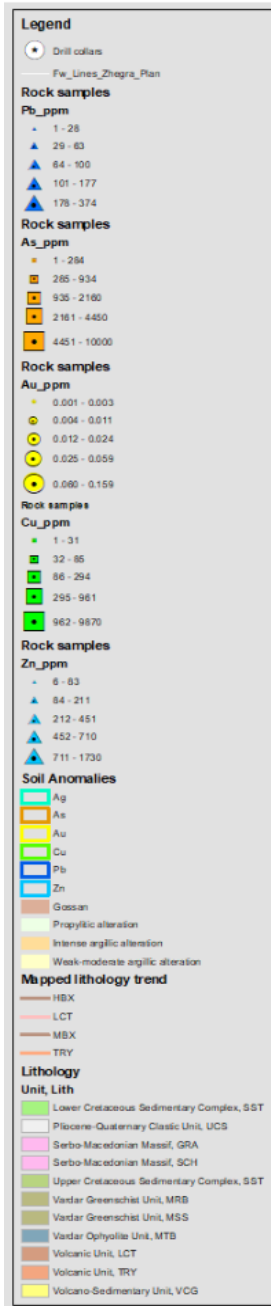 Legend
Drill collars
Fw_Lines_Zhegra_Plan
Rock samples
Pb_ppm
1 - 28
29 - 63
64 - 100
101 - 177
178 - 374
Rock samples
As_ppm
1 - 284
285 - 934
935 - 2160
2161 - 4450
4451 - 10000
Rock samples
Au_ppm
0.001 - 0.003
0.004 - 0.011
0.012 - 0.024
0.025 - 0.059
0.060 - 0.159
Rock samples
Cu_ppm
1 - 31
32 - 85
86 - 294
295 - 961
962 - 9870
Rock samples
Zn_ppm
6 - 83
84 - 211
212 - 451
452 - 710
711 - 1730
Soil Anomalies
Ag
As
Au
Cu
Pb
Zn
Gossan
Propylitic alteration
Intense argillic alteration
Weak-moderate argillic alteration
Mapped lithology trend
HBX
LCT
MBX
TRY
Lithology
Unit, Lith
Lower Cretaceous Sedimentary Complex, SST
Pliocene-Quaternary Clastic Unit, UCS
Serbo-Macedonian Massif, GRA
Serbo-Macedonian Massif, SCH
Upper Cretaceous Sedimentary Complex, SST
Vardar Greenschist Unit, MRB
Vardar Greenschist Unit, MSS
Vardar Ophyolite Unit, MTB
Volcanic Unit, LCT
Volcanic Unit, TRY
Volcano-Sedimentary Unit, VCG